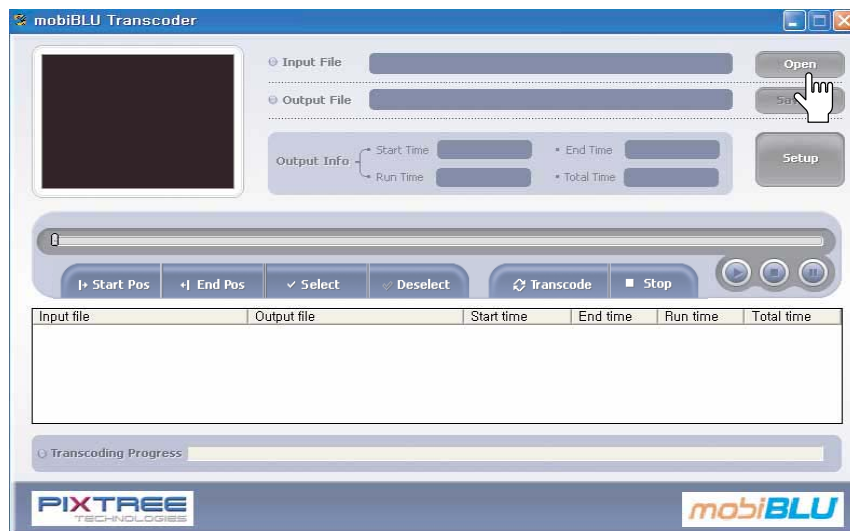 mobiBLU Transcoder
Input File
Open
Output File
Output Info
Start Time
End Time
Run Time
Total Time
Setup
Start Pos
End Pos
Select
Deselect
Transcode
Stop
Input file Output file Start time End time Run time Total time
Transcoding Progress
PIXTREE
TECHNOLOGIES
mobiBLU